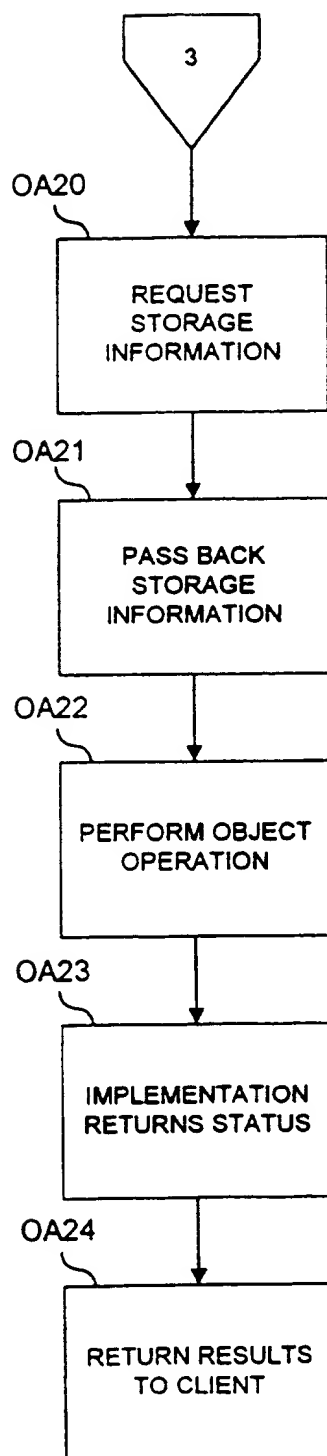 3
OA20
REQUEST
STORAGE
INFORMATION
OA21
PASS BACK
STORAGE
INFORMATION
OA22
PERFORM OBJECT
OPERATION
OA23
IMPLEMENTATION
RETURNS STATUS
OA24
RETURN RESULTS
TO CLIENT